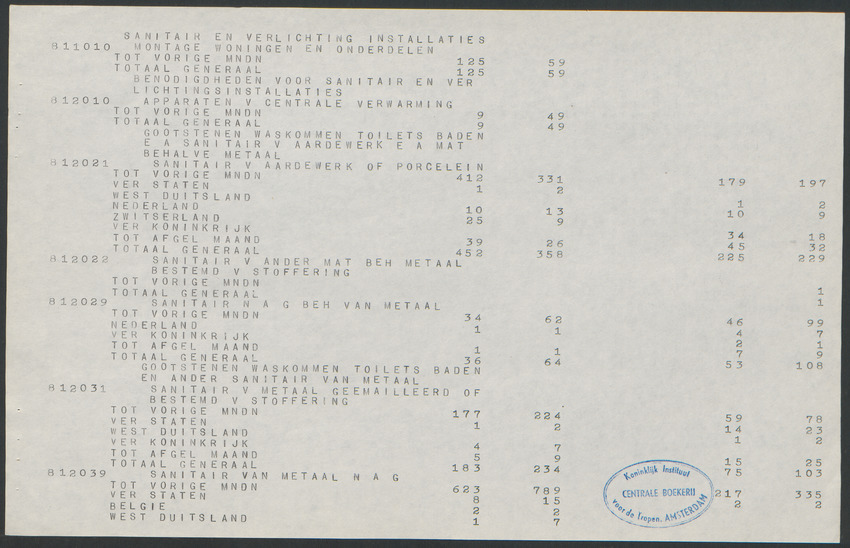 SANITAIR EN VERLICHTING INSTALLATIES
811010 MONTAGE WONINGEN EN ONDERDELEN
TOT VORIGE MNDN 125 59
TOTAAL GENERAAL 125 59
BENODIGDHEDEN VOOR SANITAIR EN VER
LICHTINGSINSTALLATIES
812010 APPARATEN V CENTRALE VERWARMING
TOT VORIGE MNDN 9 49
TOTAAL GENERAAL 9 49
GOOTSTENEN WASKOMMEN TOILETS BADEN
E A SANITAIR V AARDEWERK E A MAT
BEHALVE METAAL
812021 SANITAIR V AARDEWERK OF PORCELEIN
TOT VORIGE MNDN 412 331 179 197
VER STATEN 1 2
WEST DUITSLAND 1 2
NEDERLAND 10 13 10 9
ZWITSERLAND 25 9
VER KONINKRIJK 34 18
TOT AFGEL MAAND 39 26 45 32
TOTAAL GENERAAL 452 358 225 229
812022 SANITAIR V ANDER MAT BEH METAAL
BESTEMD V STOFFERING
TOT VORIGE MNDN 1
TOTAAL GENERAAL 1
812029 SANITAIR N A G BEH VAN METAAL
TOT VORIGE MNDN 34 62 46 99
NEDERLAND 1 1 4 7
VER KONINKRIJK 2 1
TOT AFGEL MAAND 1 1 7 9
TOTAAL GENERAAL 36 64 53 108
GOOTSTENEN WASKOMMEN TOILETS BADEN
EN ANDER SANITAIR VAN METAAL
812031 SANITAIR V METAAL GEEMAILLEERD OF
BESTEMD V STOFFERING
TOT VORIGE MNDN 177 224 59 78
VER STATEN 1 2 14 23
WEST DUITSLAND 1 2
VER KONINKRIJK 4 7
TOT AFGEL MAAND 5 9 15 25
TOTAAL GENERAAL 183 234 75 103
812039 SANITAIR VAN METAAL N A G
TOT VORIGE MNDN 623 789 217 335
VER STATEN 8 15 2 2
BELGIE 2 2
WEST DUITSLAND 1 7
Koninklijk Instituut
CENTRALE BOEKERIJ
voor de Tropen, AMSTERDAM